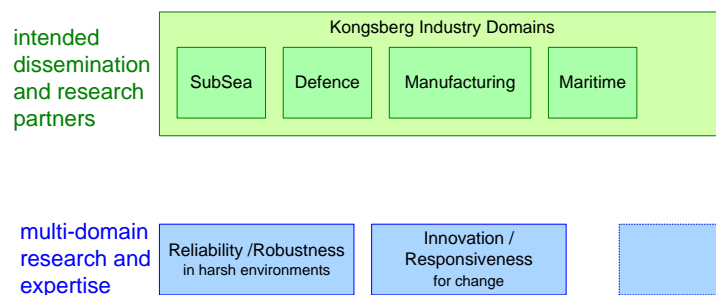 intended
dissemination
and research
partners
Kongsberg Industry Domains
SubSea
Defence
Manufacturing
Maritime
multi-domain
research and
expertise
Reliability /Robustness
in harsh environments
Innovation /
Responsiveness
for change